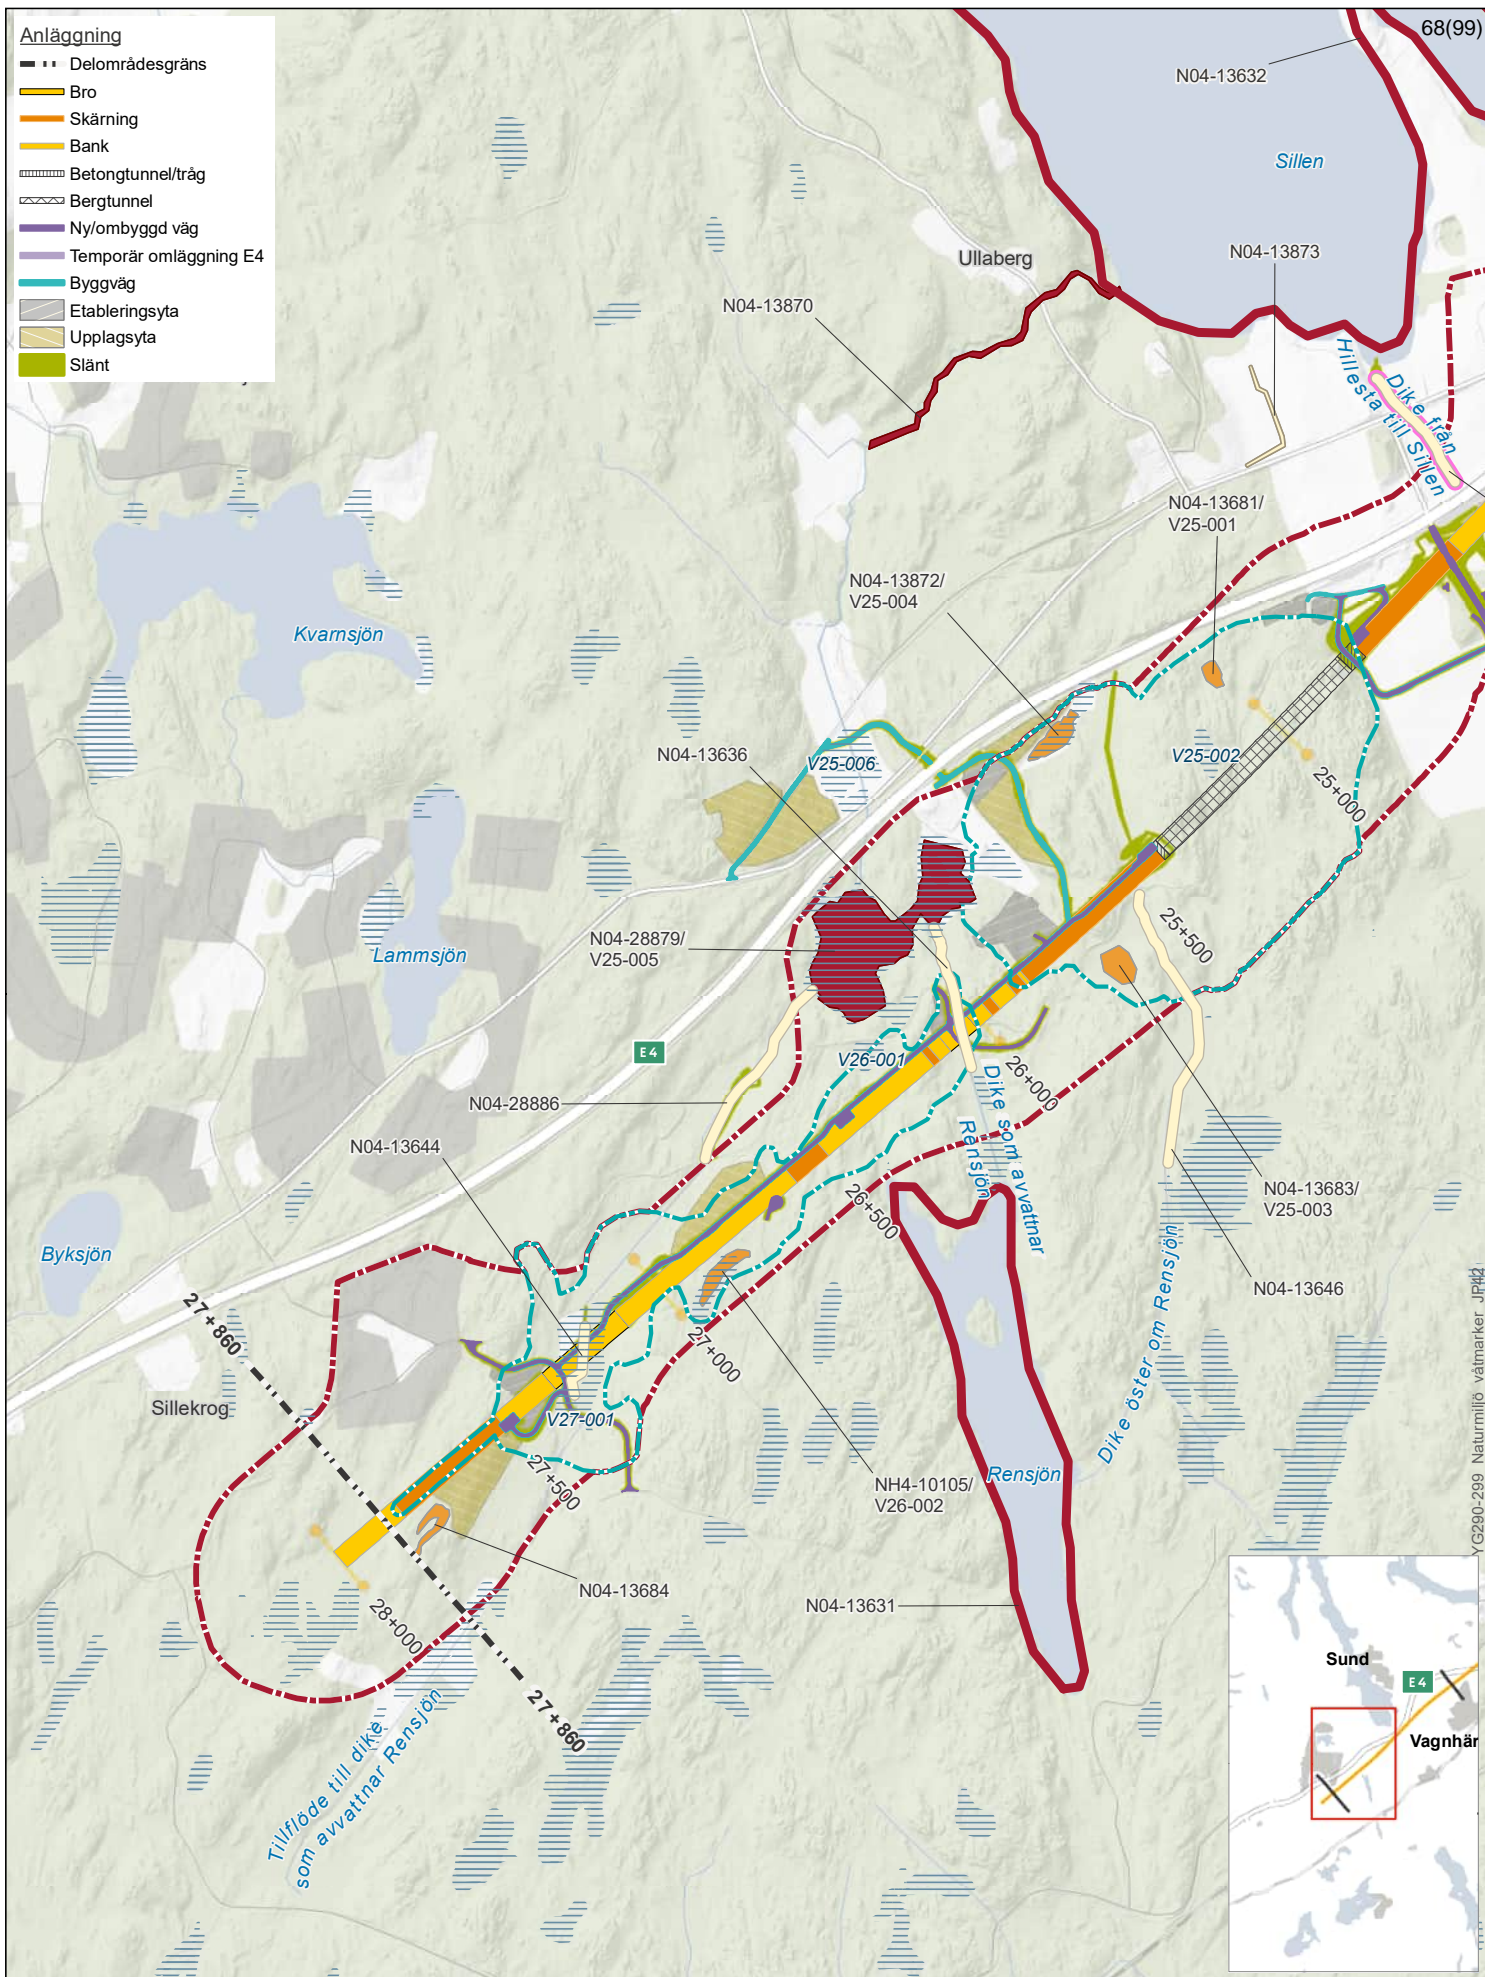 Anläggning
Delområdesgräns
Bro
Skärning
Bank
Betongtunnel/tråg
Bergtunnel
Ny/ombyggd väg
Temporär omläggning E4
Byggväg
Etableringsyta
Upplagsyta
Slänt
68(99)
N04-13632
Sillen
N04-13873
Ullaberg
N04-13870
Dike från
Hillesta till Sillen
N04-13681/
V25-001
N04-13872/
V25-004
Kvarnsjön
N04-13636
V25-006
V25-002
25+000
N04-28879/
V25-005
Lammsjön
25+500
E4
V26-001
26+000
N04-28886
Dike som avvattnar
Rensjön
N04-13644
N04-13683/
V25-003
26+500
Byksjön
N04-13646
Dike öster om Rensjön
27+860
27+000
Sillekrog
V27-001
27+500
NH4-10105/
V26-002
Rensjön
N04-13684
N04-13631
28+000
27+860
Tillflöde till dike
som avvattnar Rensjön
YG290-299 Naturmiljö våtmarker JP42
Sund
E4
Vagnhär